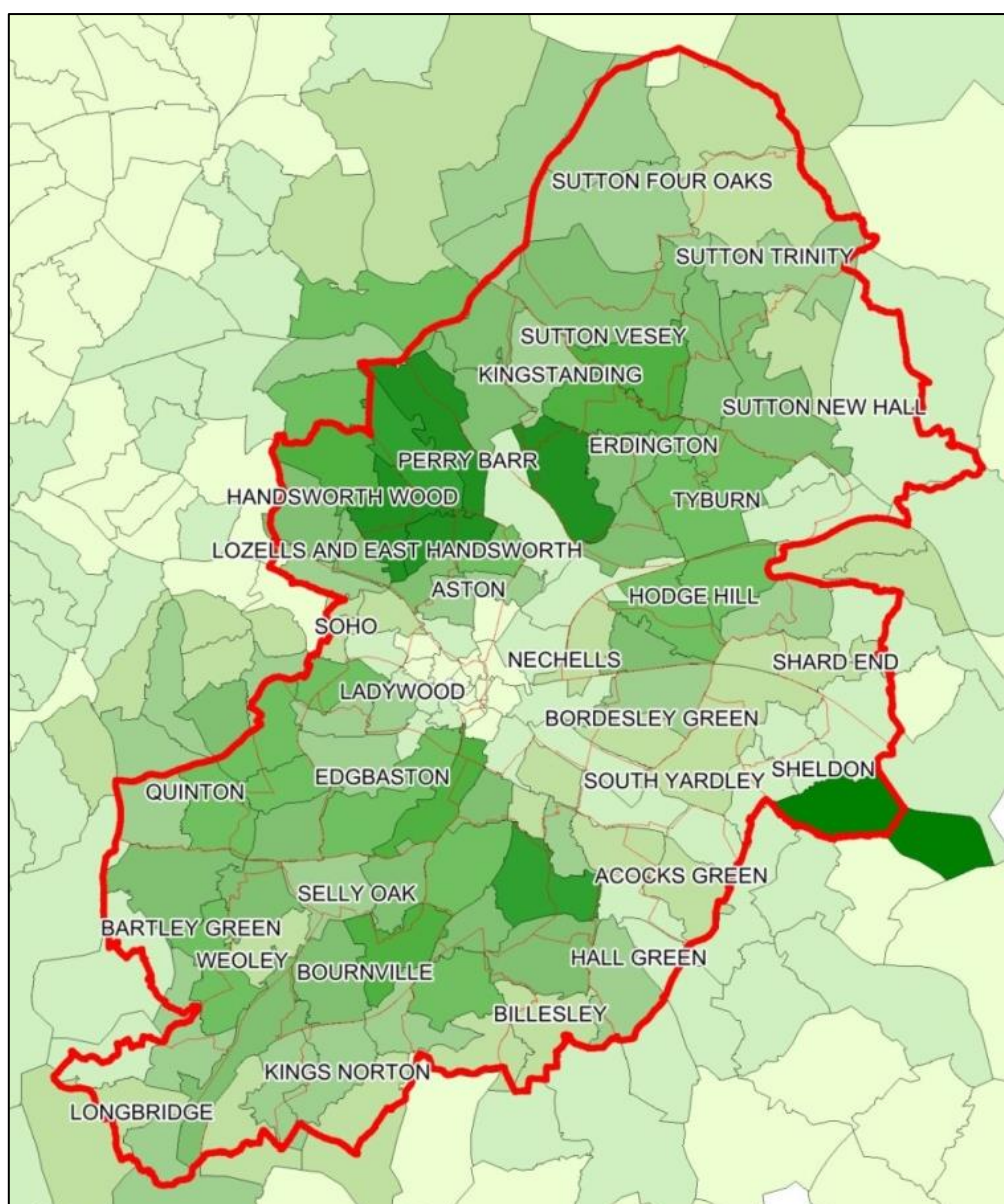 SUTTON FOUR OAKS
SUTTON TRINITY
SUTTON VESEY
KINGSTANDING
SUTTON NEW HALL
ERDINGTON
PERRY BARR
HANDSWORTH WOOD
TYBURN
LOZELLS AND EAST HANDSWORTH
ASTON
HODGE HILL
SOHO
NECHELLS
SHARD END
LADYWOOD
BORDESLEY GREEN
EDGBASTON
SHELDON
SOUTH YARDLEY
QUINTON
ACOCKS GREEN
SELLY OAK
BARTLEY GREEN
WEOLEY
HALL GREEN
BOURNVILLE
BILLESLEY
KINGS NORTON
LONGBRIDGE